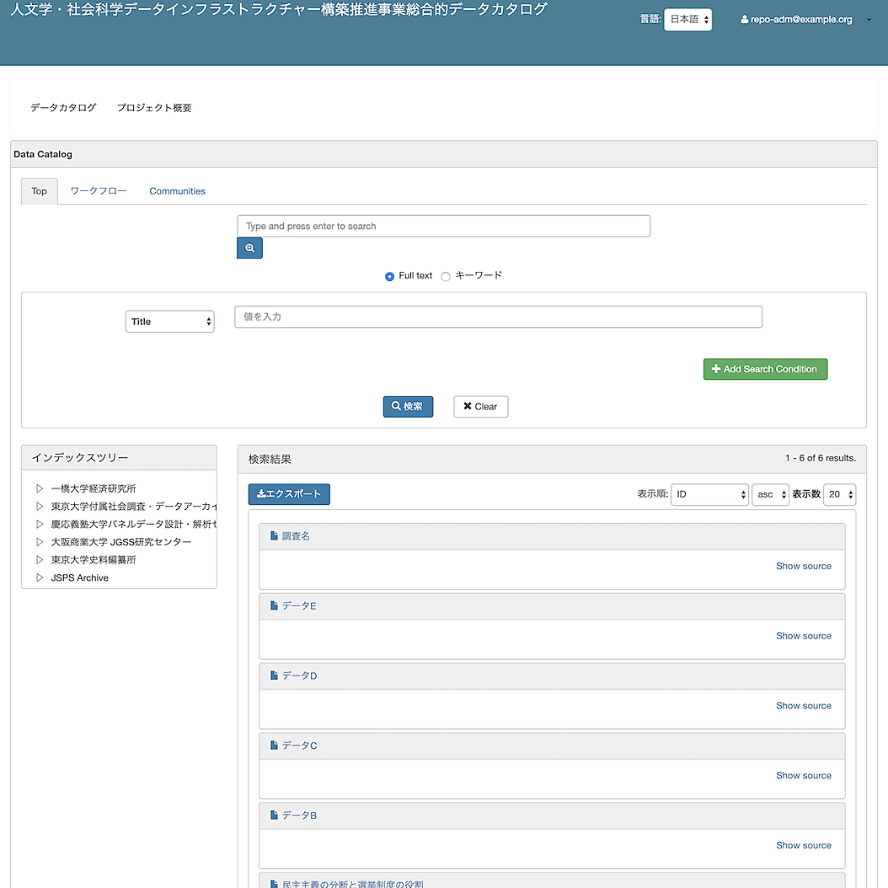 人文学・社会科学データインフラストラクチャー構築推進事業総合的データカタログ
言語: 日本語 repo-adm@example.org
データカタログ プロジェクト概要
Data Catalog
Top ワークフロー Communities
Type and press enter to search
Full text キーワード
Title 値を入力
Add Search Condition
検索 Clear
インデックスツリー
一橋大学経済研究所
東京大学付属社会調査・データアーカイ
慶応義塾大学パネルデータ設計・解析セ
大阪商業大学 JGSS研究センター
東京大学史料編纂所
JSPS Archive
検索結果 1 - 6 of 6 results.
エクスポート 表示順: ID asc 表示数 20
調査名
Show source
データE
Show source
データD
Show source
データC
Show source
データB
Show source
民主主義の分断と選挙制度の役割